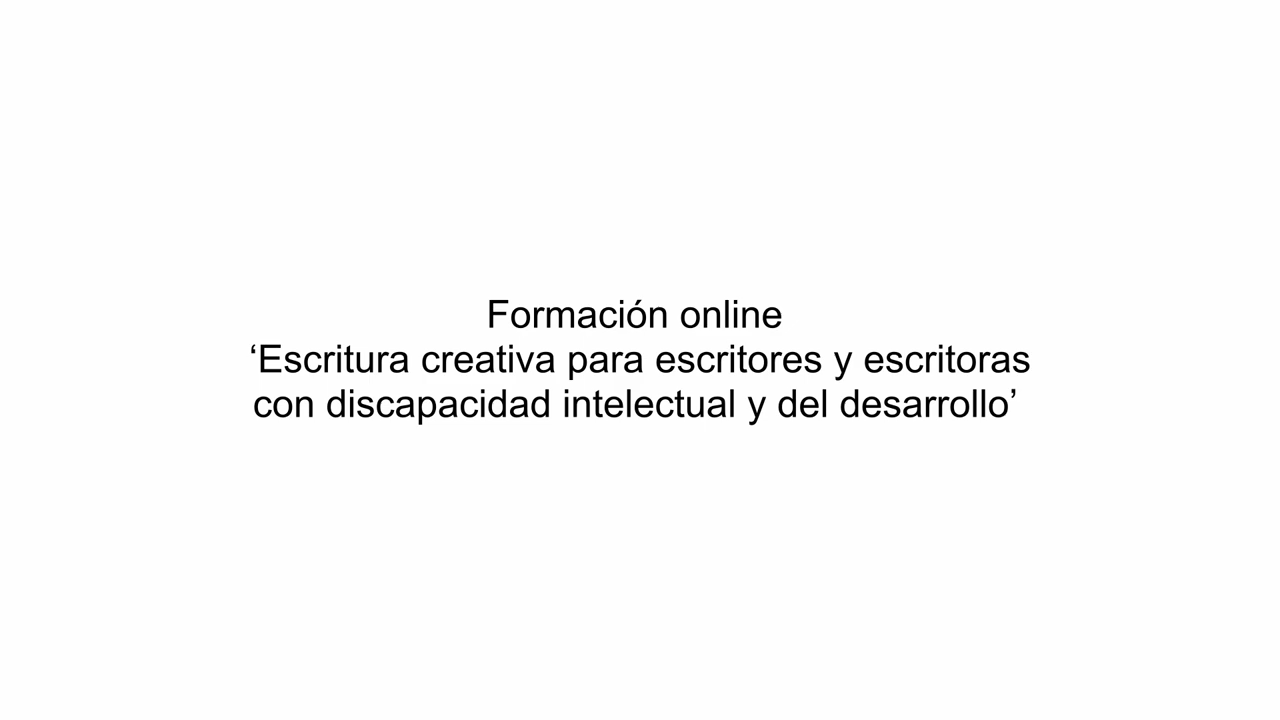 Formación online
‘Escritura creativa para escritores y escritoras
con discapacidad intelectual y del desarrollo’